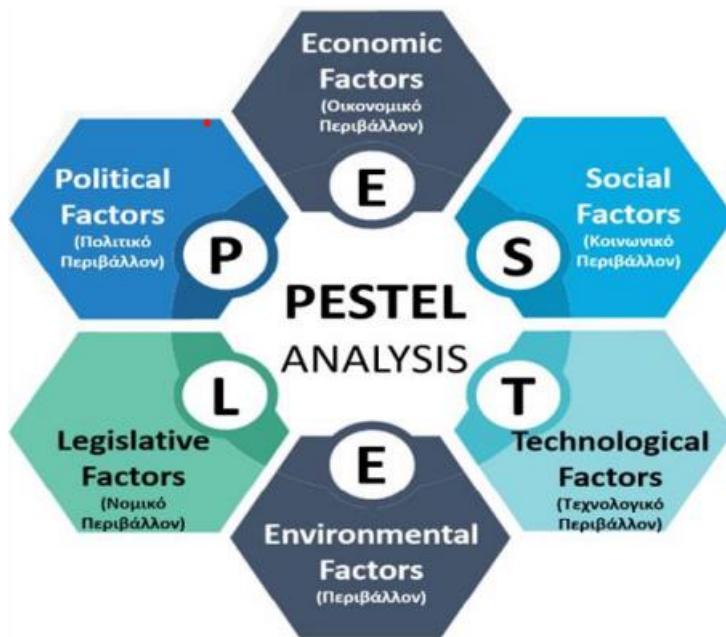 Economic
Factors
(Οικονομικό
Περιβάλλον)
E
Political
Factors
(Πολιτικό
Περιβάλλον)
P
Social
Factors
(Κοινωνικό
Περιβάλλον)
S
PESTEL
ANALYSIS
L
Legislative
Factors
(Νομικό
Περιβάλλον)
T
Technological
Factors
(Τεχνολογικό
Περιβάλλον)
E
Environmental
Factors
(Περιβάλλον)